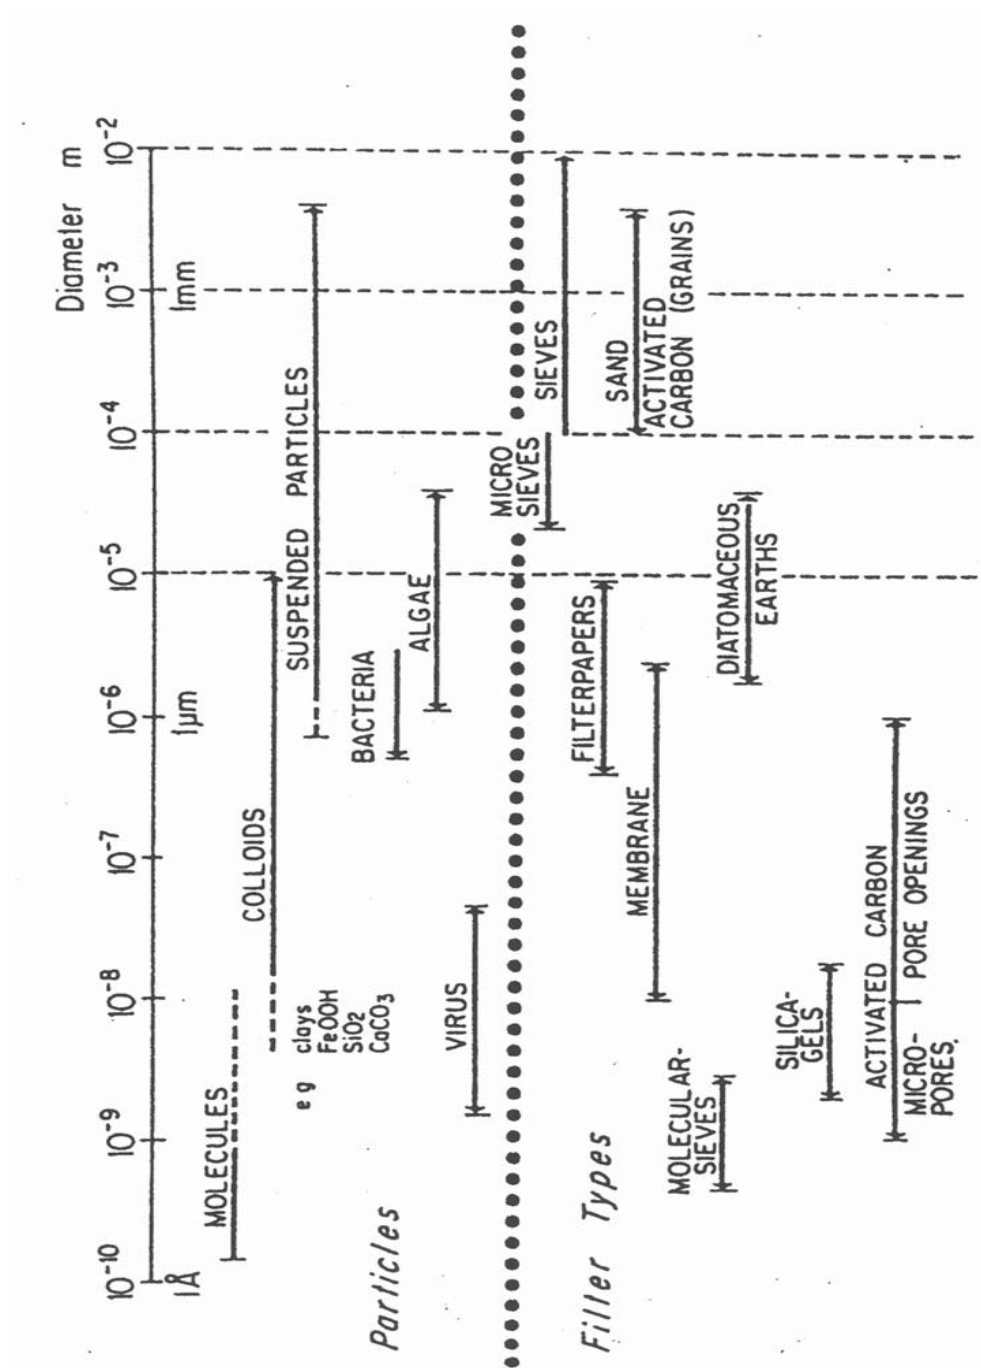 Diameter m
10⁻¹⁰ 10⁻⁹ 10⁻⁸ 10⁻⁷ 10⁻⁶ 10⁻⁵ 10⁻⁴ 10⁻³ 10⁻²
1Å 1µm 1mm
MOLECULES
COLLOIDS
SUSPENDED PARTICLES
e g clays
FeOOH
SiO₂
CaCO₃
BACTERIA
ALGAE
VIRUS
Particles
MICRO
SIEVES
SIEVES
Filter Types
FILTERPAPERS
SAND
ACTIVATED
CARBON (GRAINS)
MEMBRANE
MOLECULAR-
SIEVES
DIATOMACEOUS
EARTHS
SILICA-
GELS
ACTIVATED CARBON
MICRO-
PORES,
PORE OPENINGS